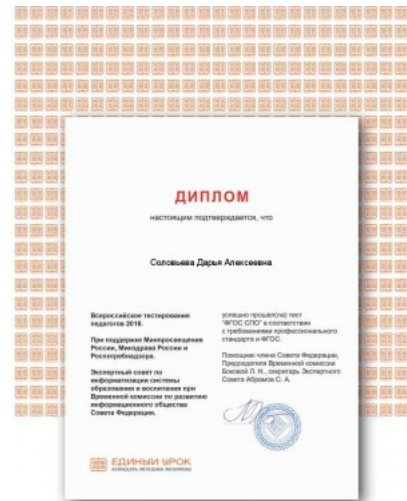 ДИПЛОМ
настоящим подтверждается, что
Соловьева Дарья Алексеевна
Всероссийское тестирование
педагогов 2018.
При поддержке Минпросвещения
России, Минздрава России и
Роспотребнадзора.
Экспертный совет по
информатизации системы
образования и воспитания при
Временной комиссии по развитию
информационного общества
Совета Федерации.
успешно прошел(ла) тест
"ФГОС СПО" в соответствии
с требованиями профессионального
стандарта и ФГОС.
Помощник члена Совета Федерации,
Председателя Временной комиссии
Боковой Л. Н., секретарь Экспертного
Совета Абрамов С. А.
ЕДИНЫЙ УРОК